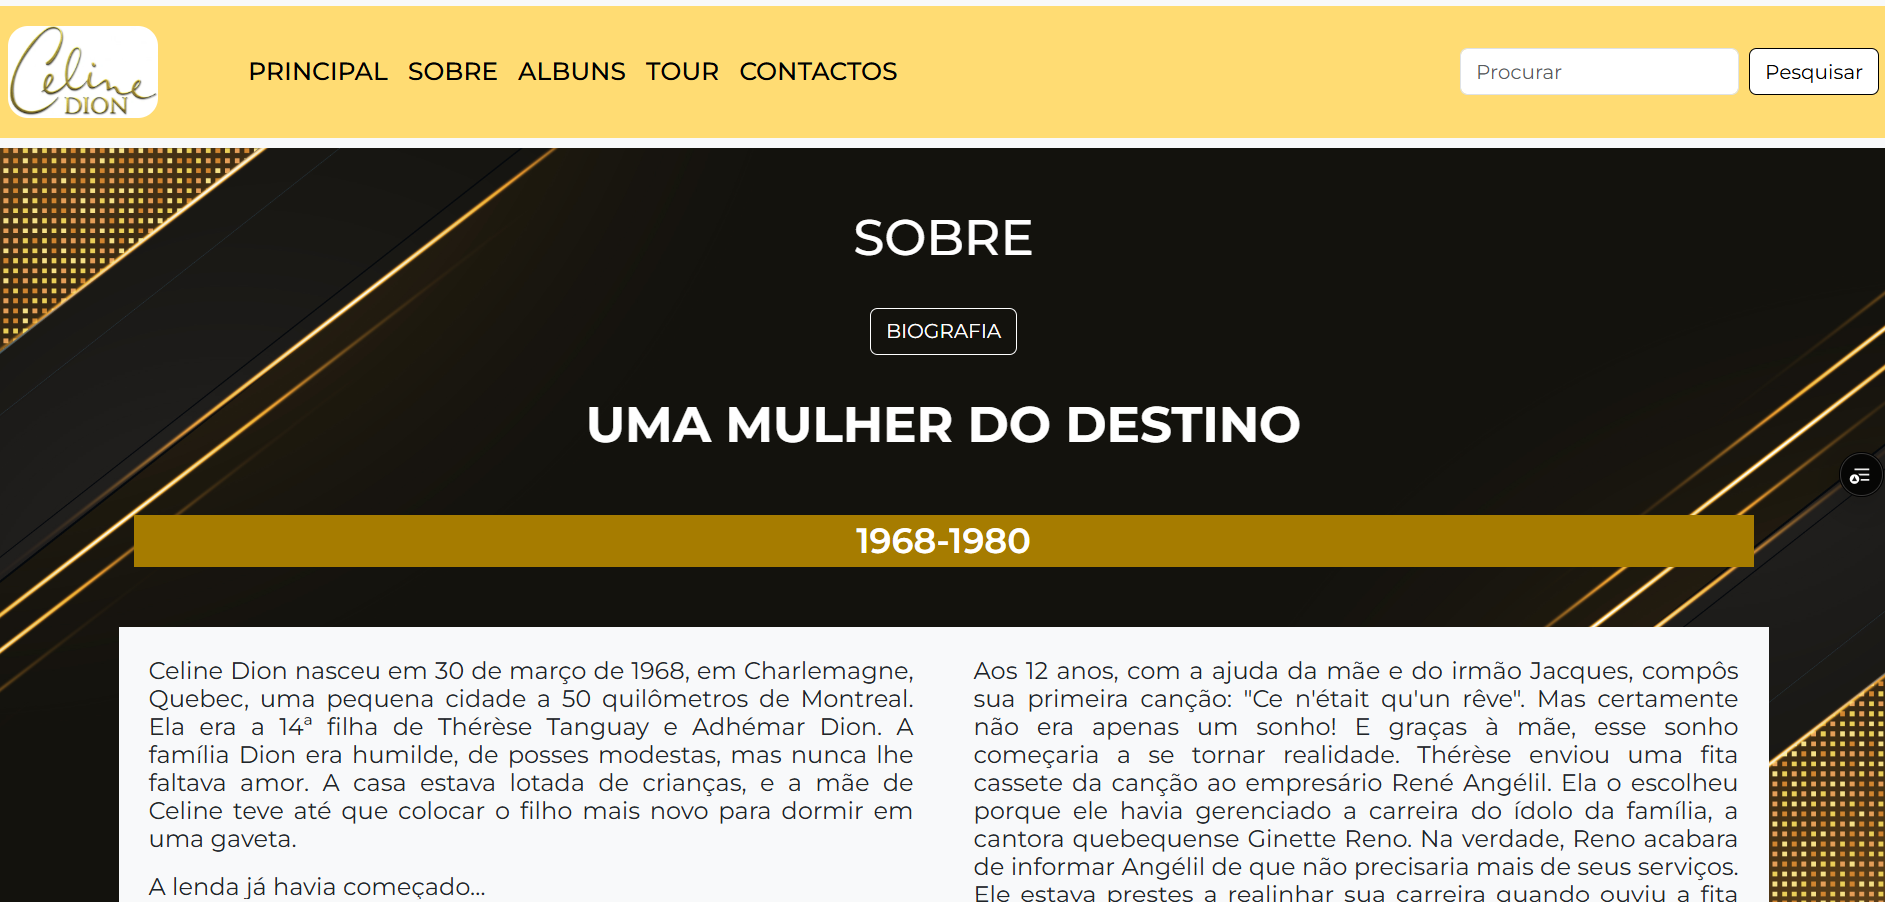 Celine
DION
PRINCIPAL SOBRE ALBUNS TOUR CONTACTOS
Procurar
Pesquisar
SOBRE
BIOGRAFIA
UMA MULHER DO DESTINO
1968-1980
Celine Dion nasceu em 30 de março de 1968, em Charlemagne,
Quebec, uma pequena cidade a 50 quilômetros de Montreal.
Ela era a 14ª filha de Thérèse Tanguay e Adhémar Dion. A
família Dion era humilde, de posses modestas, mas nunca lhe
faltava amor. A casa estava lotada de crianças, e a mãe de
Celine teve até que colocar o filho mais novo para dormir em
uma gaveta.
A lenda já havia começado...
Aos 12 anos, com a ajuda da mãe e do irmão Jacques, compôs
sua primeira canção: "Ce n'était qu'un rêve". Mas certamente
não era apenas um sonho! E graças à mãe, esse sonho
começaria a se tornar realidade. Thérèse enviou uma fita
cassete da canção ao empresário René Angélil. Ela o escolheu
porque ele havia gerenciado a carreira do ídolo da família, a
cantora quebequense Ginette Reno. Na verdade, Reno acabara
de informar Angélil de que não precisaria mais de seus serviços.
Ele estava prestes a realinhar sua carreira quando ouviu a fita